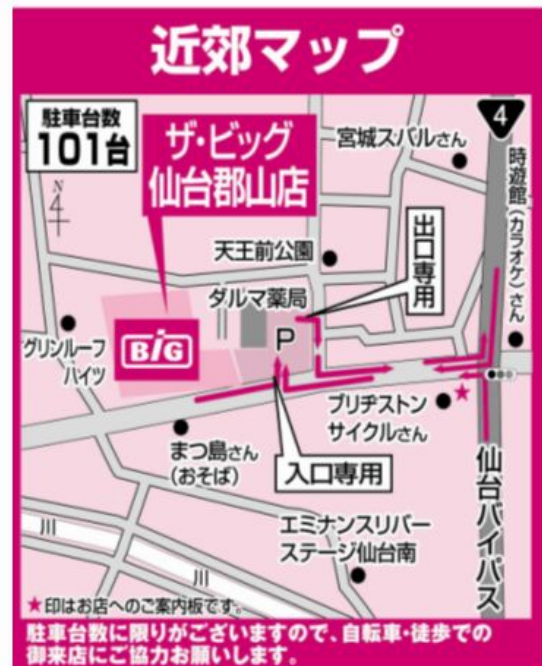 近郊マップ
駐車台数
101台
ザ・ビッグ
仙台郡山店
4
宮城スバルさん
時遊館(カラオケ)さん
N
4
天王前公園
出口専用
ダルマ薬局
P
BiG
グリンルーフ
ハイツ
ブリヂストン
サイクルさん
★
まつ島さん
(おそば)
入口専用
仙台バイパス
エミナンスリバー
ステージ仙台南
川
川
★印はお店へのご案内板です。
駐車台数に限りがございますので、自転車・徒歩での
御来店にご協力お願いします。